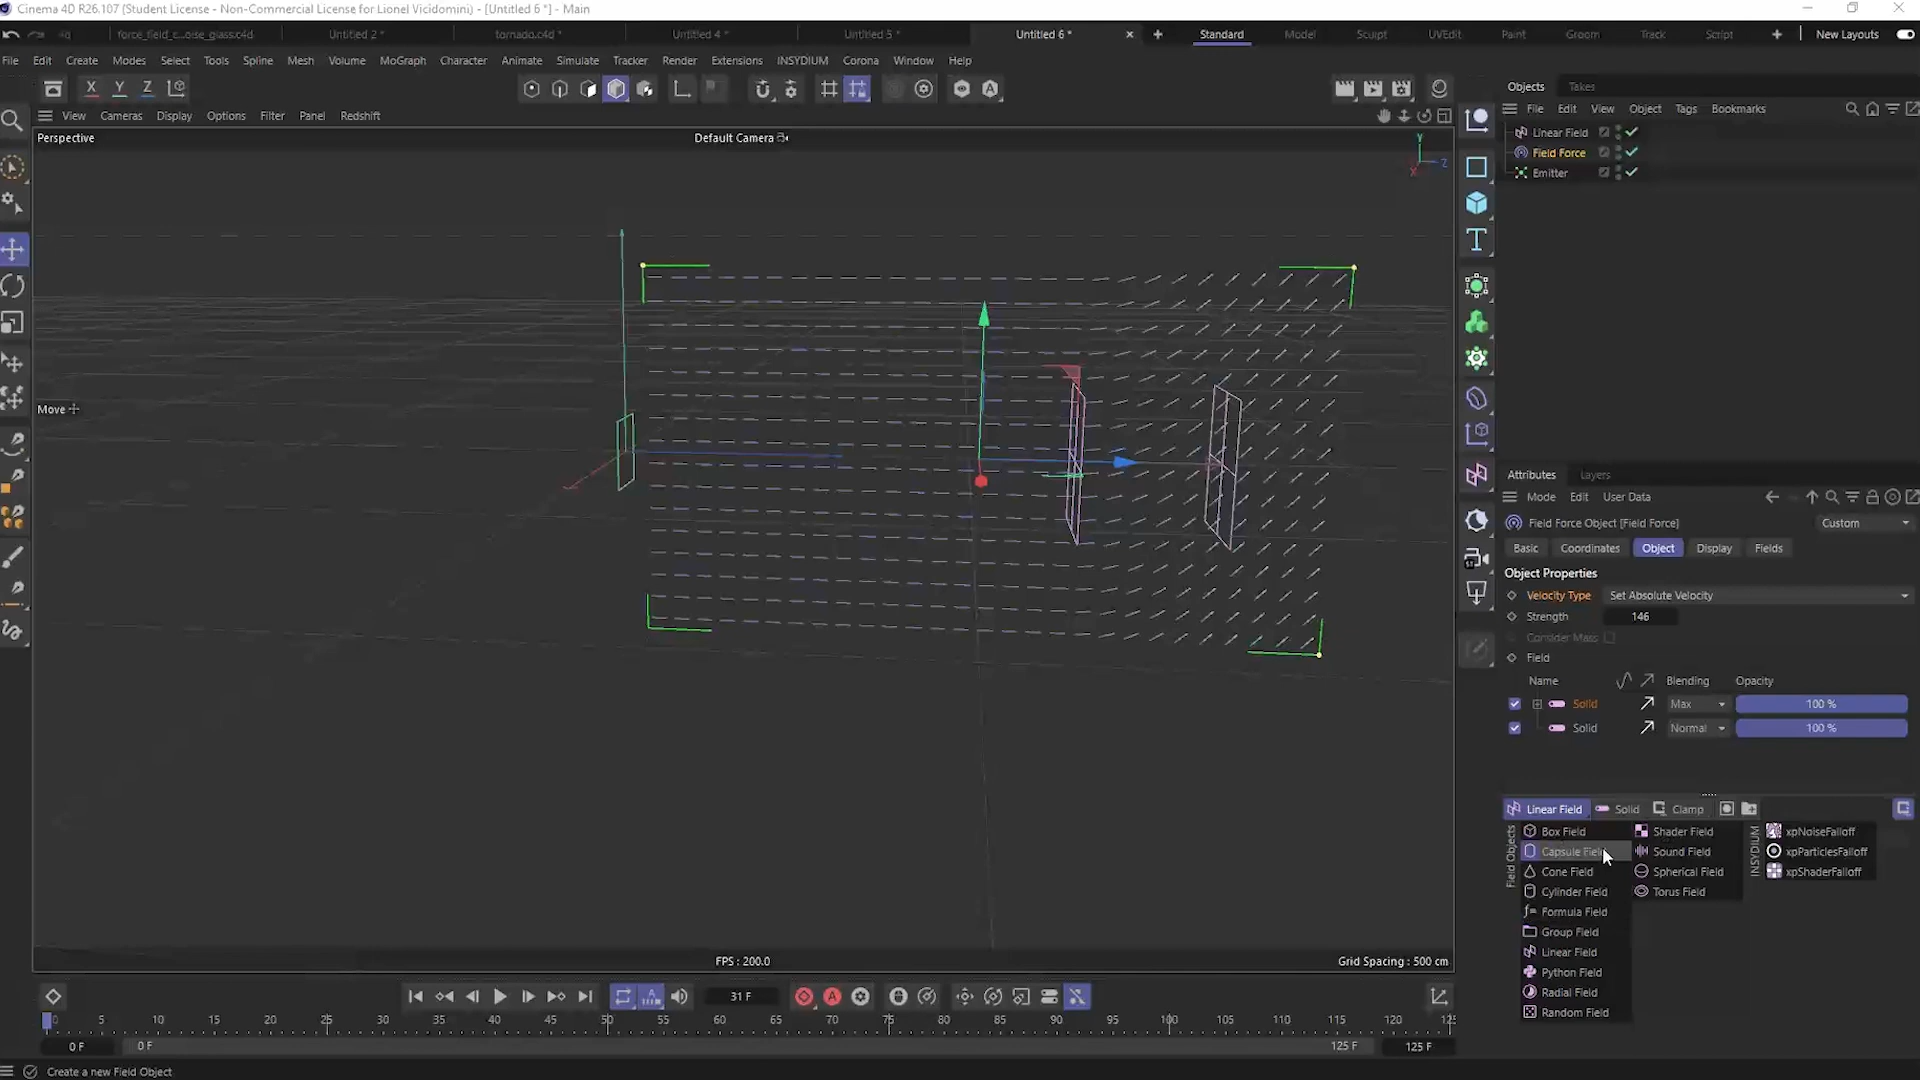 Cinema 4D R26.107 (Student License - Non-Commercial License for Lionel Vicidomini) - [Untitled 6 *] - Main
force_field_c...oise_glass.c4d Untitled 2 * tornado.c4d * Untitled 4 * Untitled 5 * Untitled 6 * Standard Model Sculpt UVEdit Paint Groom Track Script New Layouts
File Edit Create Modes Select Tools Spline Mesh Volume MoGraph Character Animate Simulate Tracker Render Extensions INSYDIUM Corona Window Help
X Y Z
Objects Takes
View Cameras Display Options Filter Panel Redshift
File Edit View Object Tags Bookmarks
Perspective
Default Camera
Y
Z
X
Linear Field
Field Force
Emitter
Move
Attributes Layers
Mode Edit User Data
Field Force Object [Field Force] Custom
Basic Coordinates Object Display Fields
Object Properties
Velocity Type Set Absolute Velocity
Strength 146
Consider Mass
Field
Name Blending Opacity
Solid Max 100 %
Solid Normal 100 %
Linear Field Solid Clamp
Field Objects
Box Field Shader Field
Capsule Field Sound Field
Cone Field Spherical Field
Cylinder Field Torus Field
Formula Field
Group Field
Linear Field
Python Field
Radial Field
Random Field
INSYDIUM
xpNoiseFalloff
xpParticlesFalloff
xpShaderFalloff
FPS : 200.0
Grid Spacing : 500 cm
31 F
0 5 10 15 20 25 30 35 40 45 50 55 60 65 70 75 80 85 90 95 100 105 110 115 120
0 F 0 F 125 F 125 F
Create a new Field Object